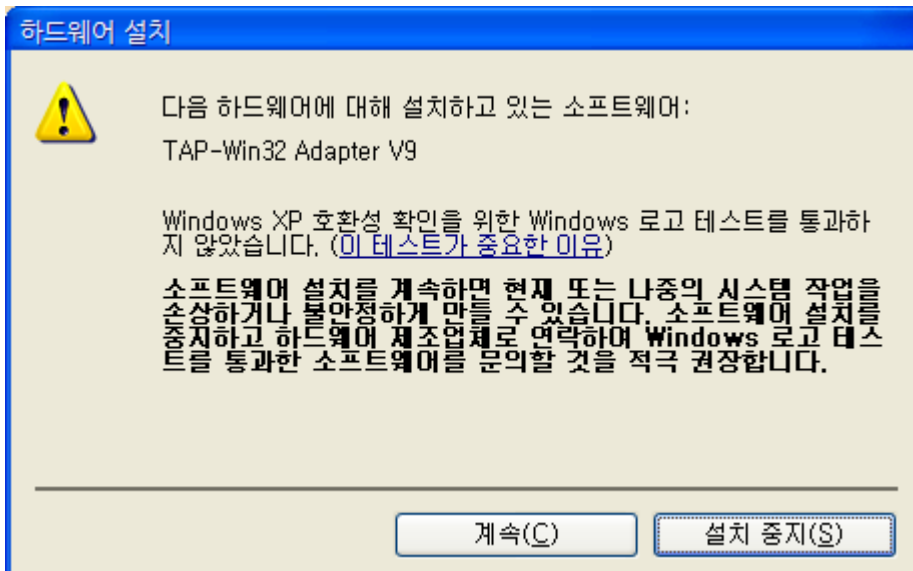 하드웨어 설치
다음 하드웨어에 대해 설치하고 있는 소프트웨어:
TAP-Win32 Adapter V9
Windows XP 호환성 확인을 위한 Windows 로고 테스트를 통과하
지 않았습니다. (이 테스트가 중요한 이유)
소프트웨어 설치를 계속하면 현재 또는 나중의 시스템 작업을
손상하거나 불안정하게 만들 수 있습니다. 소프트웨어 설치를
중지하고 하드웨어 제조업체로 연락하여 Windows 로고 테스
트를 통과한 소프트웨어를 문의할 것을 적극 권장합니다.
계속(C)
설치 중지(S)